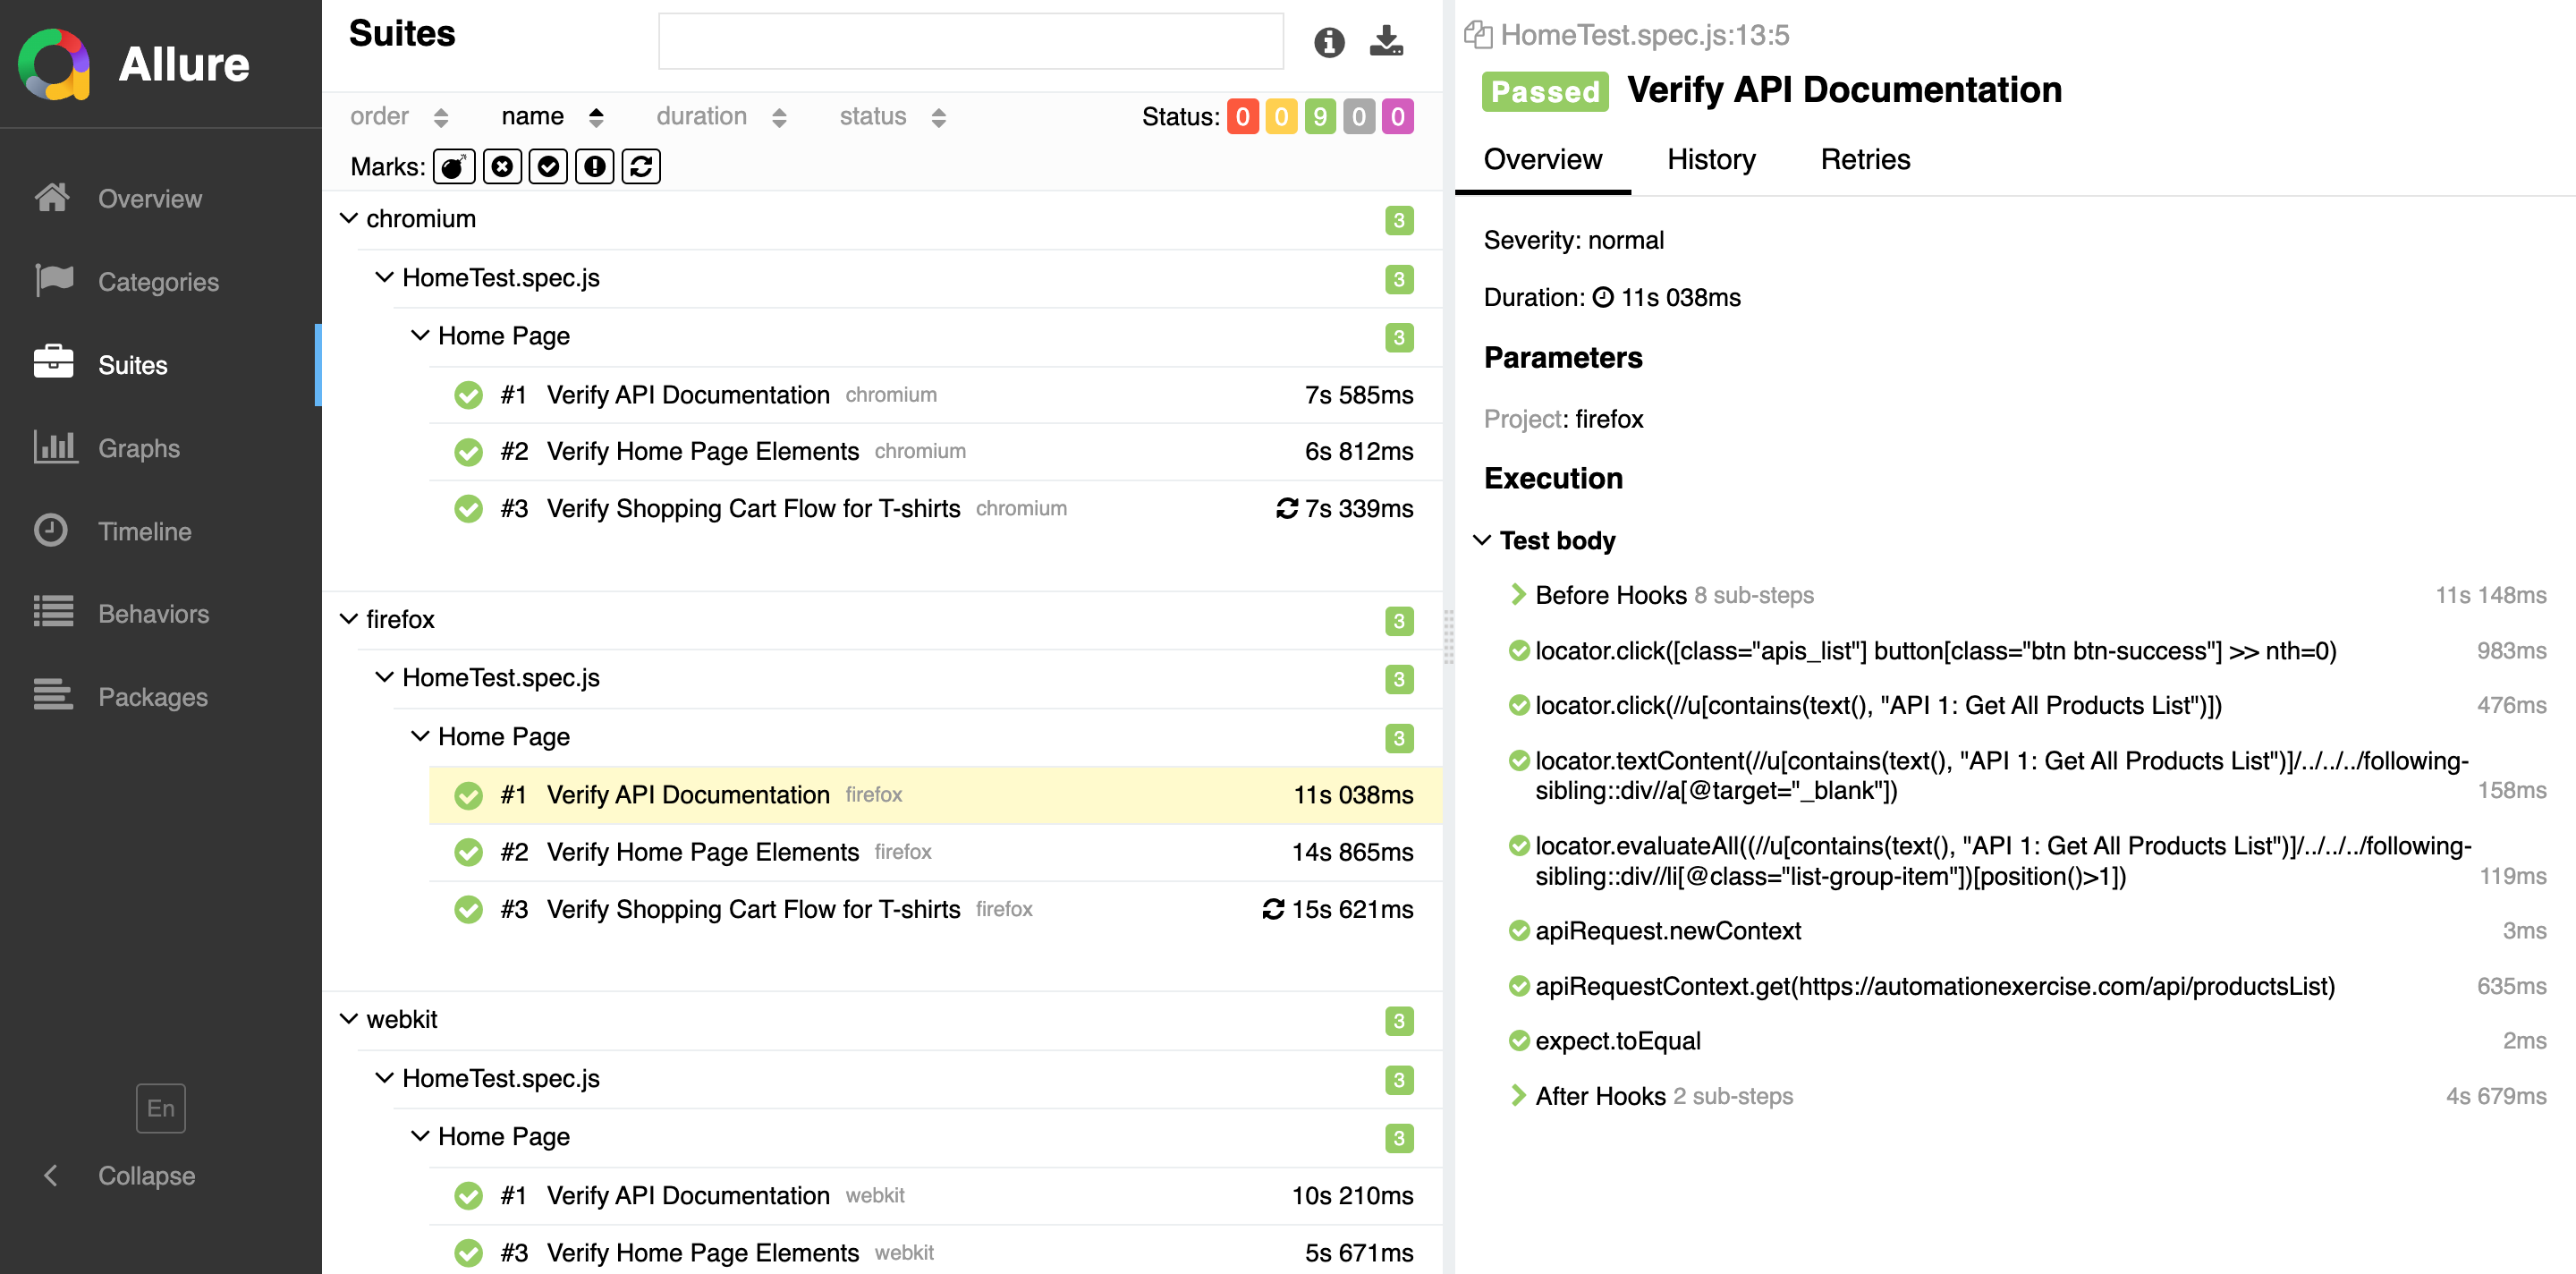 Allure
Overview
Categories
Suites
Graphs
Timeline
Behaviors
Packages
En
Collapse
Suites
order name duration status Status: 0 0 9 0 0
Marks:
chromium 3
HomeTest.spec.js 3
Home Page 3
#1 Verify API Documentation chromium 7s 585ms
#2 Verify Home Page Elements chromium 6s 812ms
#3 Verify Shopping Cart Flow for T-shirts chromium 7s 339ms
firefox 3
HomeTest.spec.js 3
Home Page 3
#1 Verify API Documentation firefox 11s 038ms
#2 Verify Home Page Elements firefox 14s 865ms
#3 Verify Shopping Cart Flow for T-shirts firefox 15s 621ms
webkit 3
HomeTest.spec.js 3
Home Page 3
#1 Verify API Documentation webkit 10s 210ms
#3 Verify Home Page Elements webkit 5s 671ms
HomeTest.spec.js:13:5
Passed Verify API Documentation
Overview History Retries
Severity: normal
Duration: 11s 038ms
Parameters
Project: firefox
Execution
Test body
Before Hooks 8 sub-steps 11s 148ms
locator.click([class="apis_list"] button[class="btn btn-success"] >> nth=0) 983ms
locator.click(//u[contains(text(), "API 1: Get All Products List")]) 476ms
locator.textContent(//u[contains(text(), "API 1: Get All Products List")]/../../../following-
sibling::div//a[@target="_blank"]) 158ms
locator.evaluateAll((//u[contains(text(), "API 1: Get All Products List")]/../../../following-
sibling::div//li[@class="list-group-item"])[position()>1]) 119ms
apiRequest.newContext 3ms
apiRequestContext.get(https://automationexercise.com/api/productsList) 635ms
expect.toEqual 2ms
After Hooks 2 sub-steps 4s 679ms